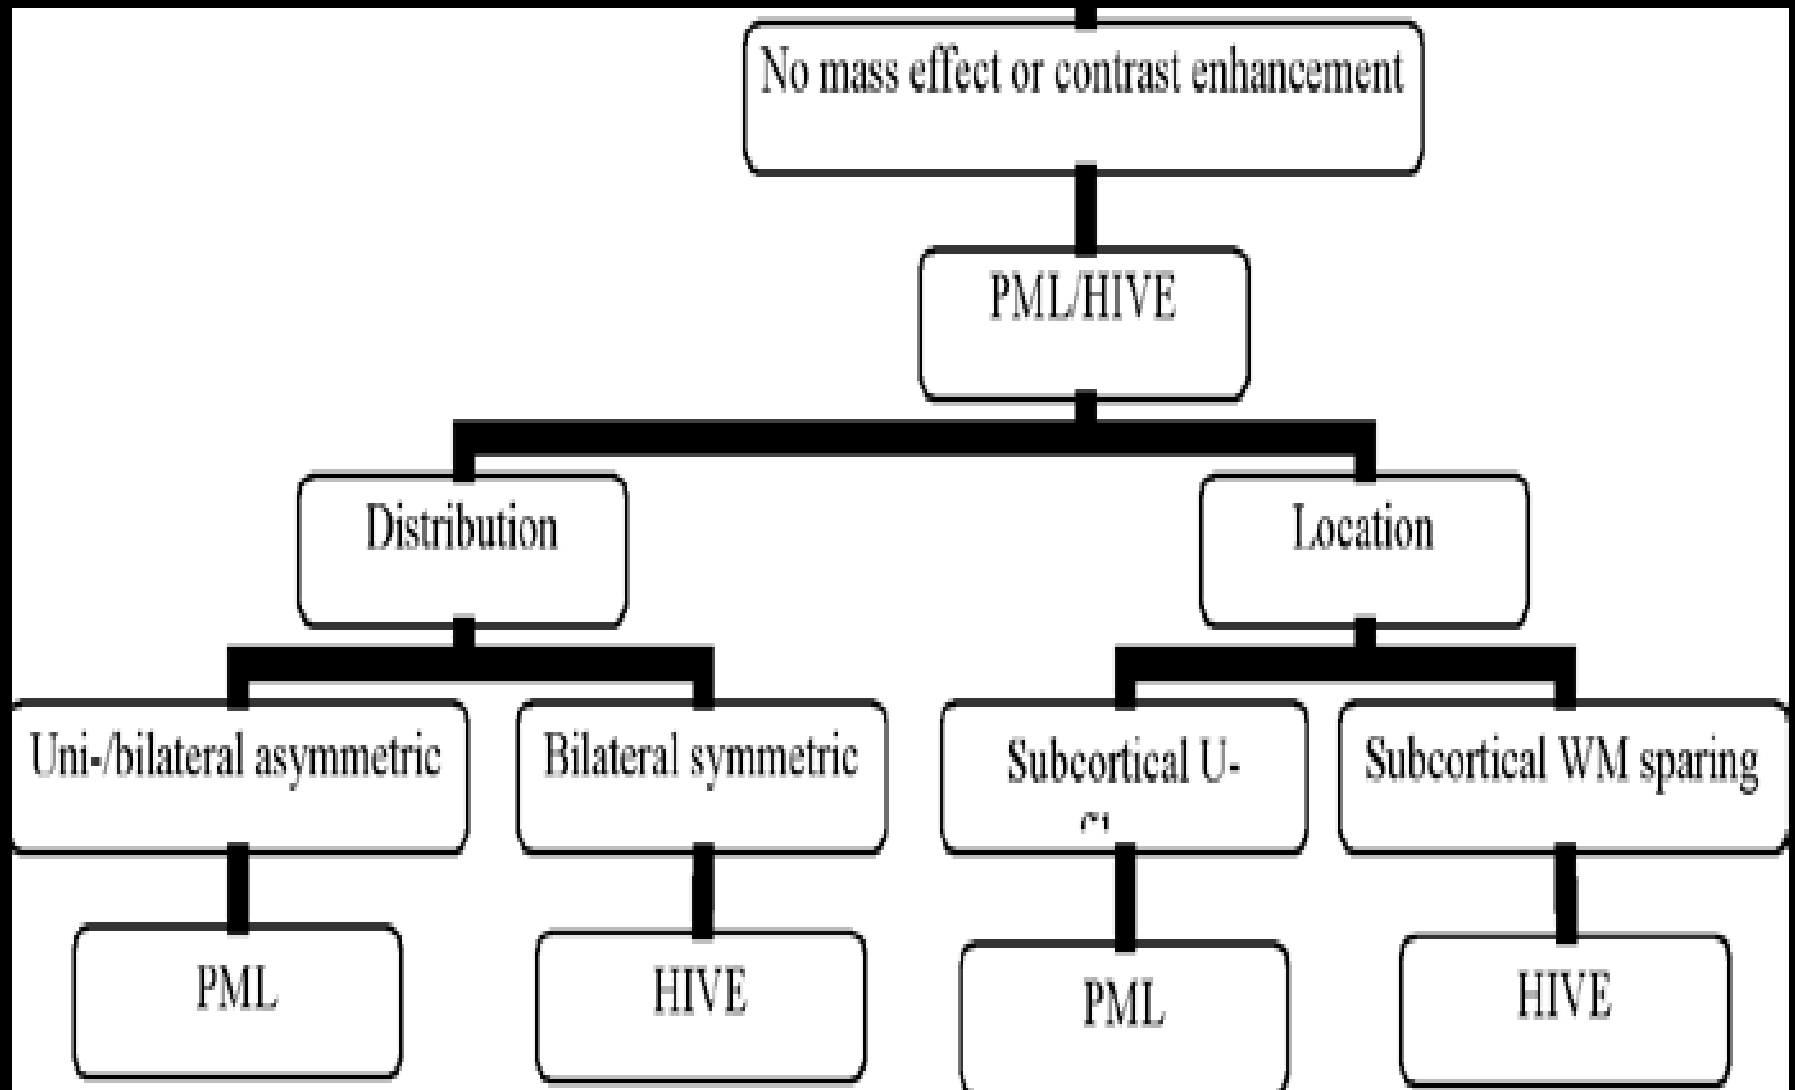 No mass effect or contrast enhancement
PML/HIVE
Distribution
Location
Uni-/bilateral asymmetric
Bilateral symmetric
Subcortical U-
Subcortical WM sparing
PML
HIVE
PML
HIVE